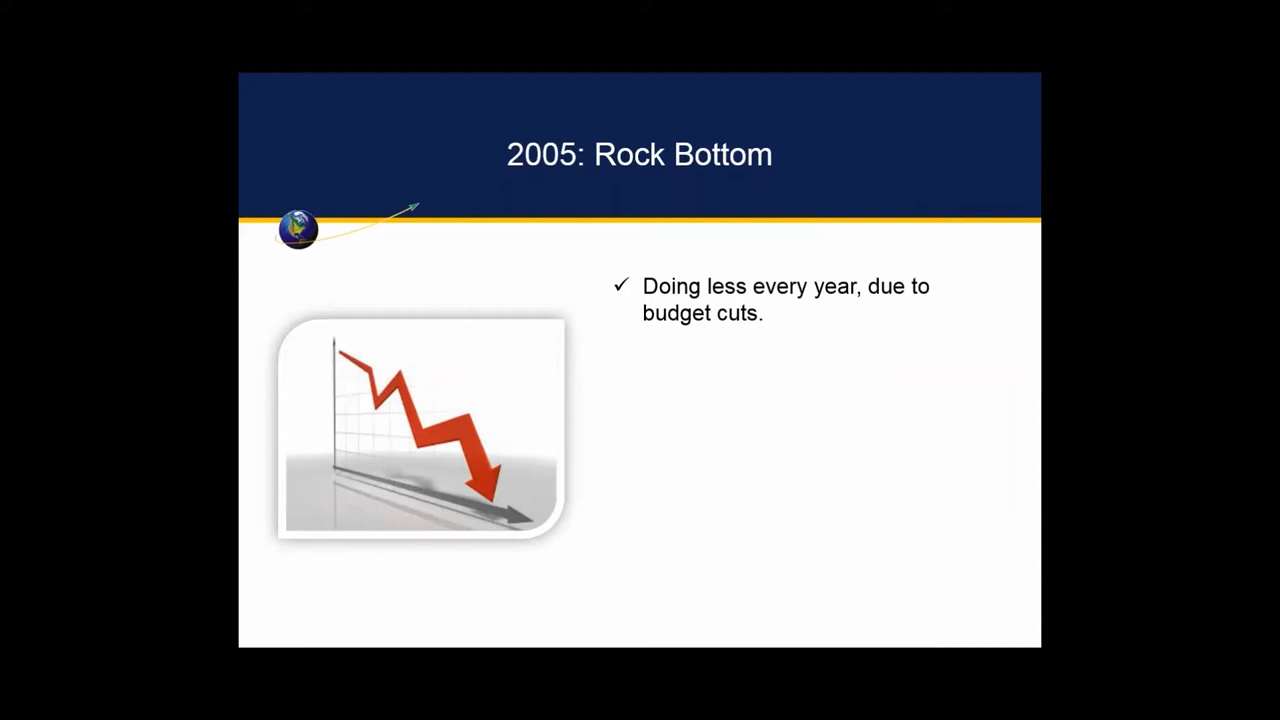 2005: Rock Bottom
✓ Doing less every year, due to
budget cuts.